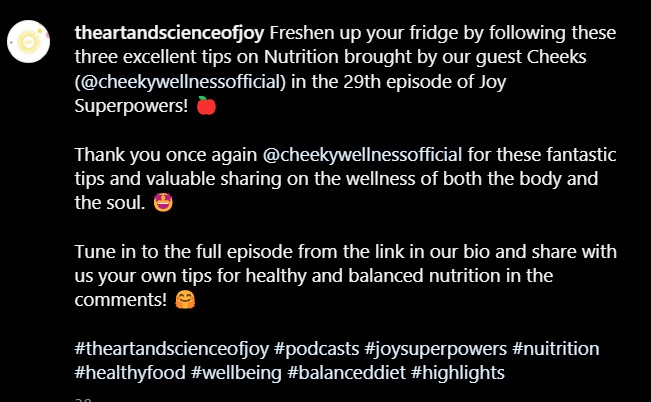 theartandscienceofjoy Freshen up your fridge by following these
three excellent tips on Nutrition brought by our guest Cheeks
(@cheekywellnessofficial) in the 29th episode of Joy
Superpowers! 🍎
Thank you once again @cheekywellnessofficial for these fantastic
tips and valuable sharing on the wellness of both the body and
the soul. 🤩
Tune in to the full episode from the link in our bio and share with
us your own tips for healthy and balanced nutrition in the
comments! 🤗
#theartandscienceofjoy #podcasts #joysuperpowers #nuitrition
#healthyfood #wellbeing #balanceddiet #highlights